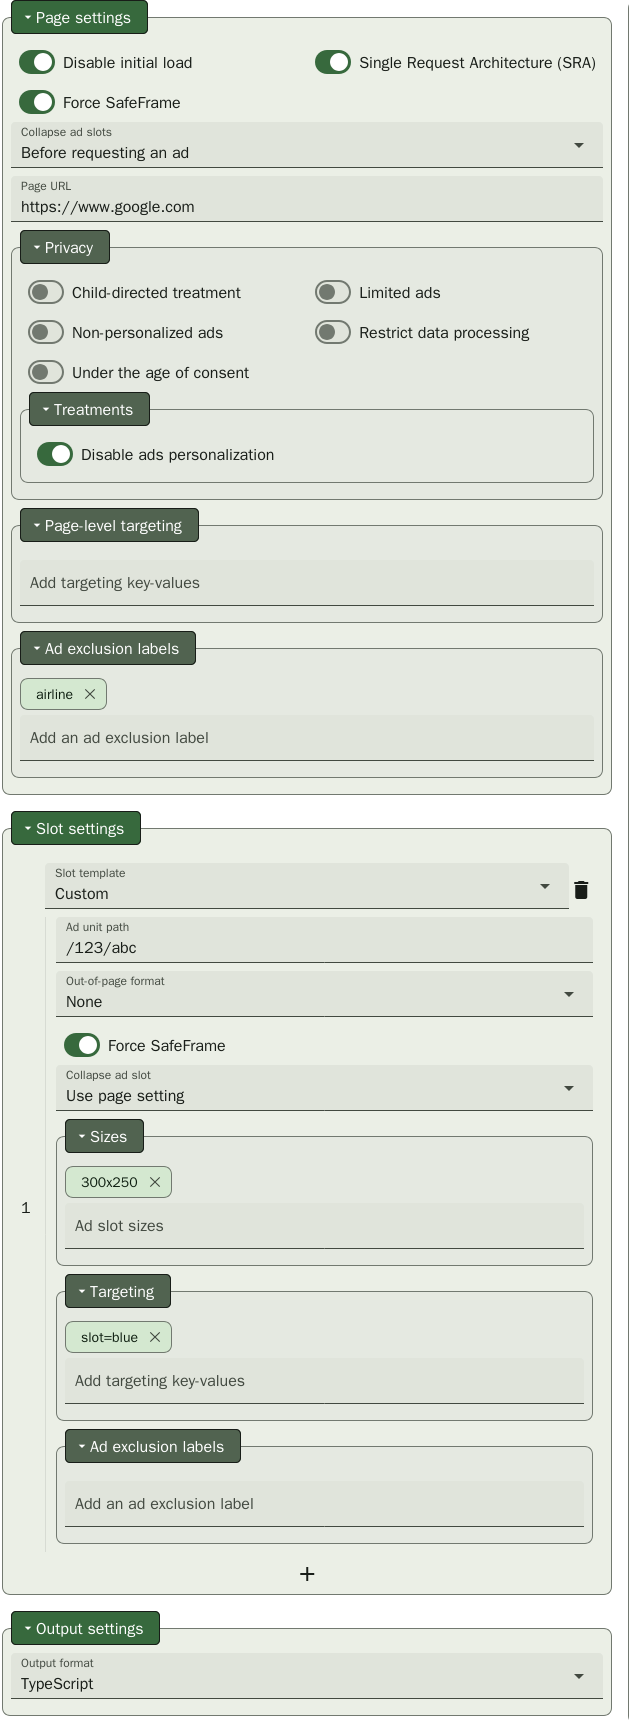 Page settings
Disable initial load
Single Request Architecture (SRA)
Force SafeFrame
Collapse ad slots
Before requesting an ad
Page URL
https://www.google.com
Privacy
Child-directed treatment
Limited ads
Non-personalized ads
Restrict data processing
Under the age of consent
Treatments
Disable ads personalization
Page-level targeting
Add targeting key-values
Ad exclusion labels
airline
Add an ad exclusion label
Slot settings
1
Slot template
Custom
Ad unit path
/123/abc
Out-of-page format
None
Force SafeFrame
Collapse ad slot
Use page setting
Sizes
300x250
Ad slot sizes
Targeting
slot=blue
Add targeting key-values
Ad exclusion labels
Add an ad exclusion label
+
Output settings
Output format
TypeScript